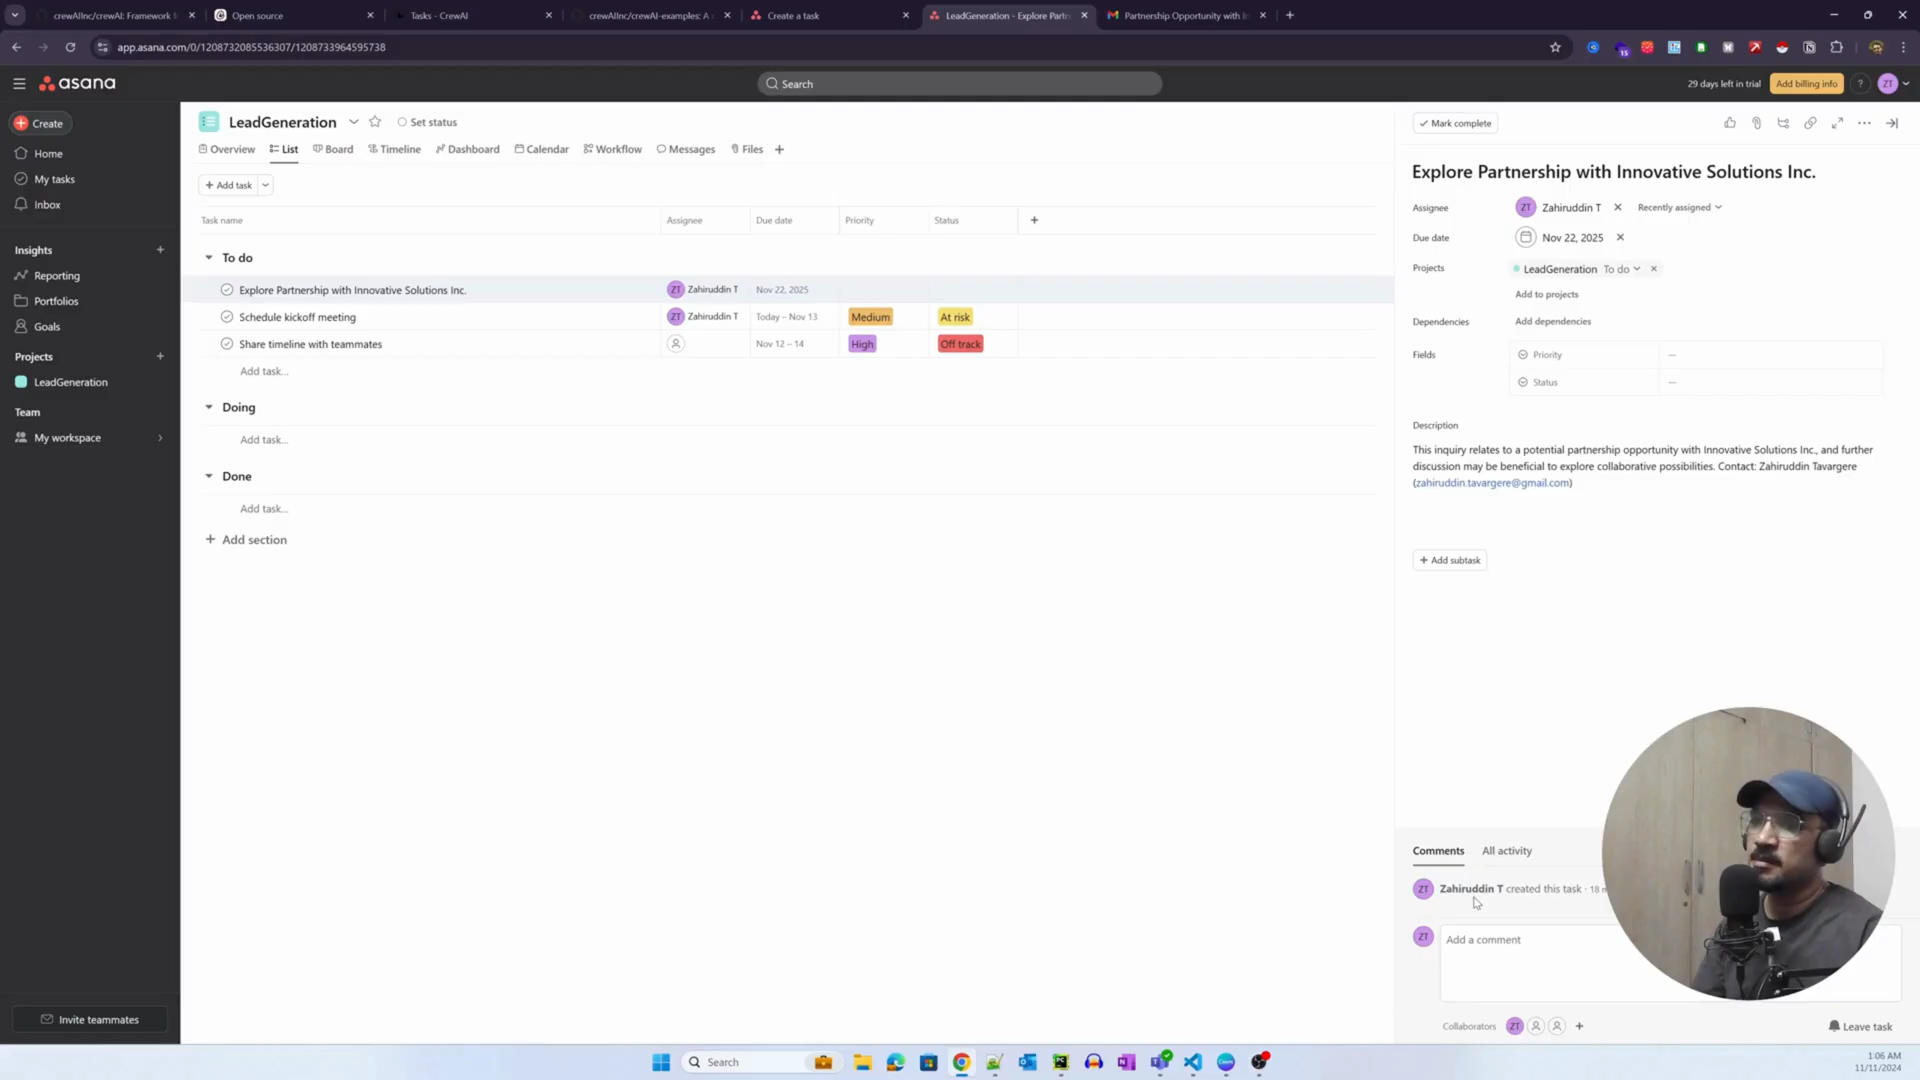 crewAIInc/crewAI: Framework f
Open source
Tasks - CrewAI
crewAIInc/crewAI-examples: A
Create a task
LeadGeneration - Explore Partn
Partnership Opportunity with I
app.asana.com/0/1208732085536307/1208733964595738
asana
Search
29 days left in trial
Add billing info
?
ZT
Create
Home
My tasks
Inbox
Insights
Reporting
Portfolios
Goals
Projects
LeadGeneration
Team
My workspace
Invite teammates
LeadGeneration
Set status
Overview
List
Board
Timeline
Dashboard
Calendar
Workflow
Messages
Files
+ Add task
Task name
Assignee
Due date
Priority
Status
To do
Explore Partnership with Innovative Solutions Inc.
ZT
Zahiruddin T
Nov 22, 2025
Schedule kickoff meeting
ZT
Zahiruddin T
Today – Nov 13
Medium
At risk
Share timeline with teammates
Nov 12 – 14
High
Off track
Add task...
Doing
Add task...
Done
Add task...
+ Add section
Mark complete
Explore Partnership with Innovative Solutions Inc.
Assignee
ZT
Zahiruddin T
Recently assigned
Due date
Nov 22, 2025
Projects
LeadGeneration
To do
Add to projects
Dependencies
Add dependencies
Fields
Priority
—
Status
—
Description
This inquiry relates to a potential partnership opportunity with Innovative Solutions Inc., and further
discussion may be beneficial to explore collaborative possibilities. Contact: Zahiruddin Tavargere
(zahiruddin.tavargere@gmail.com)
+ Add subtask
Comments
All activity
ZT
Zahiruddin T created this task · 18 m
ZT
Add a comment
Collaborators
ZT
Leave task
Search
1:06 AM
11/11/2024